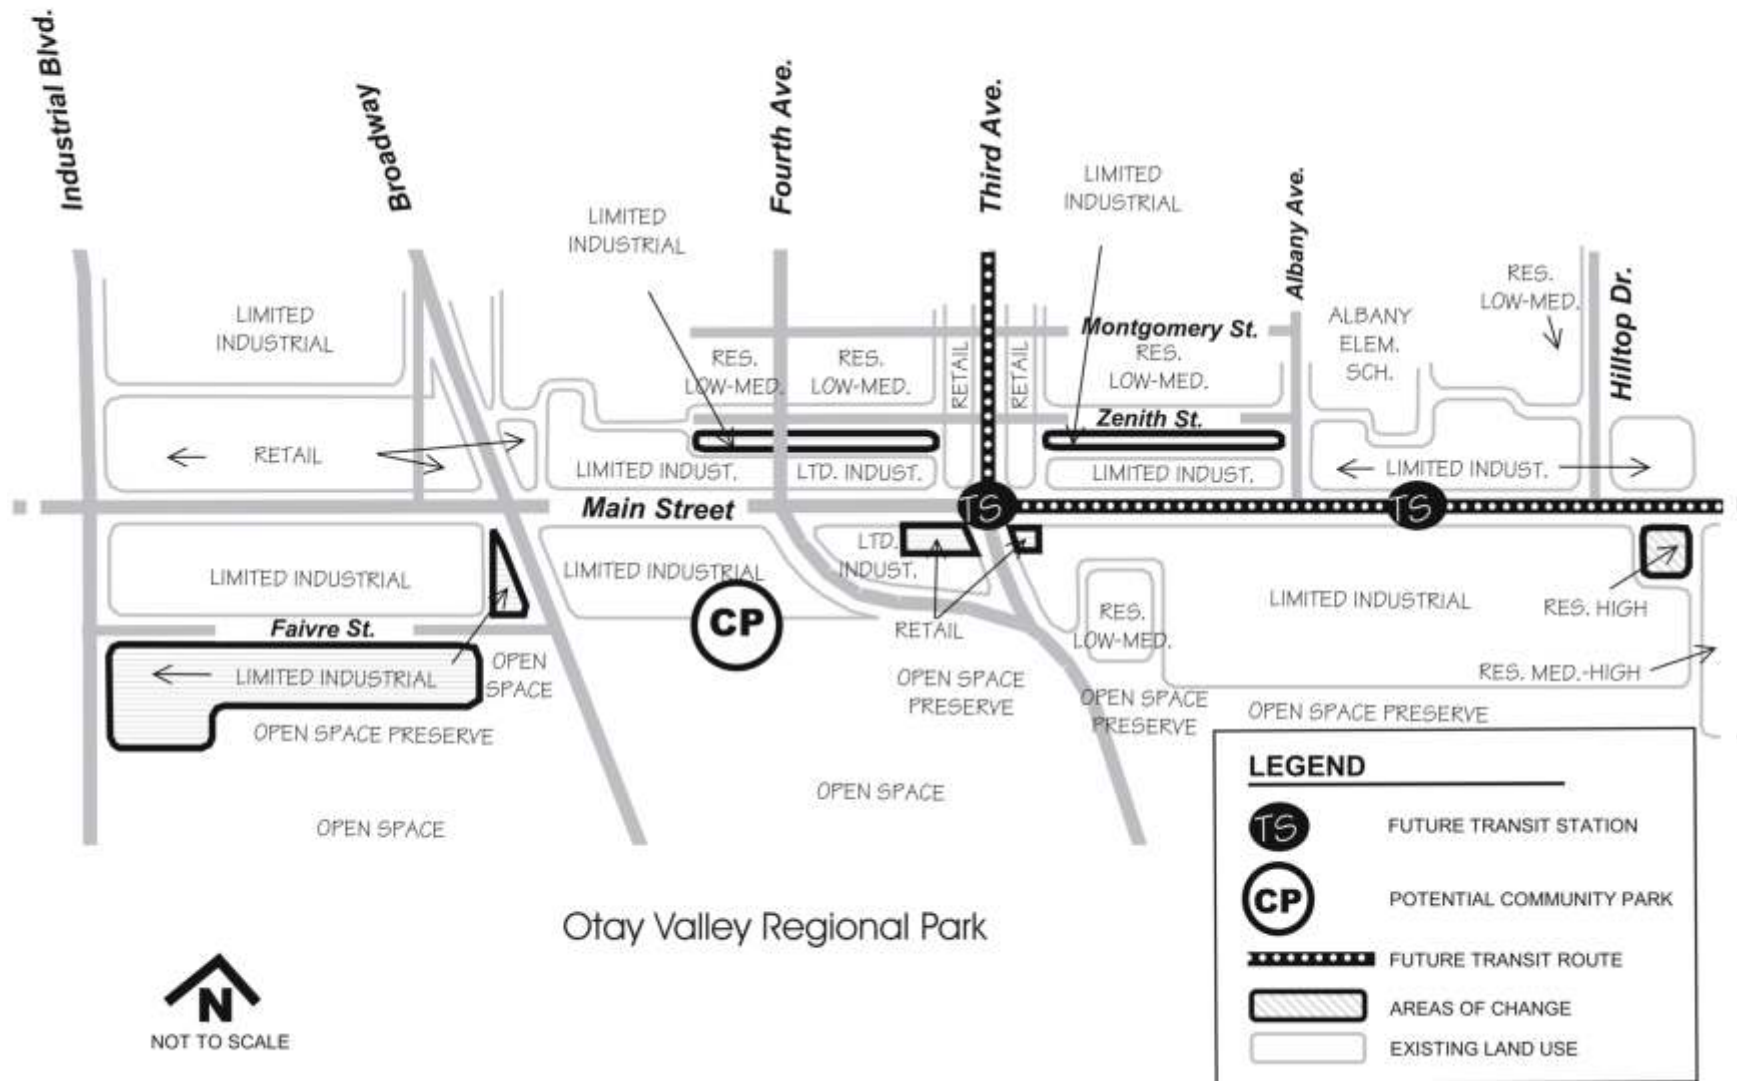 Industrial Blvd.
Broadway
Fourth Ave.
Third Ave.
Albany Ave.
Hilltop Dr.
LIMITED
INDUSTRIAL
LIMITED
INDUSTRIAL
LIMITED
INDUSTRIAL
RES.
LOW-MED.
ALBANY
ELEM.
SCH.
Montgomery St.
RES.
LOW-MED.
RES.
LOW-MED.
RETAIL
RETAIL
RES.
LOW-MED.
Zenith St.
RETAIL
LIMITED INDUST.
LTD. INDUST.
LIMITED INDUST.
LIMITED INDUST.
Main Street
TS
TS
LIMITED INDUSTRIAL
LIMITED INDUSTRIAL
LTD.
INDUST.
CP
RETAIL
RES.
LOW-MED.
LIMITED INDUSTRIAL
RES. HIGH
Faivre St.
LIMITED INDUSTRIAL
OPEN
SPACE
OPEN SPACE
PRESERVE
OPEN SPACE
PRESERVE
RES. MED.-HIGH
OPEN SPACE PRESERVE
OPEN SPACE PRESERVE
OPEN SPACE
OPEN SPACE
Otay Valley Regional Park
N
NOT TO SCALE
LEGEND
TS FUTURE TRANSIT STATION
CP POTENTIAL COMMUNITY PARK
FUTURE TRANSIT ROUTE
AREAS OF CHANGE
EXISTING LAND USE